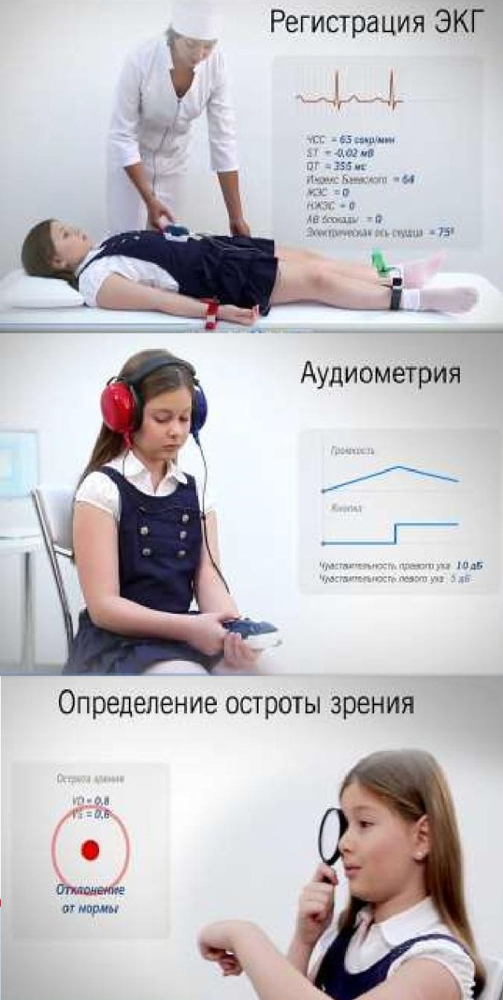 Регистрация ЭКГ
ЧСС = 65 сокр/мин
ST = -0,02 мВ
QT = 355 мс
Индекс Баевского = 64
ЖЭС = 0
НЖЭС = 0
АВ блокады = 0
Электрическая ось сердца = 75º
Аудиометрия
Громкость
Кнопка
Чувствительность правого уха 10 дБ
Чувствительность левого уха 5 дБ
Определение остроты зрения
Острота зрения
VD = 0,8
VS = 0,6
Отклонение
от нормы